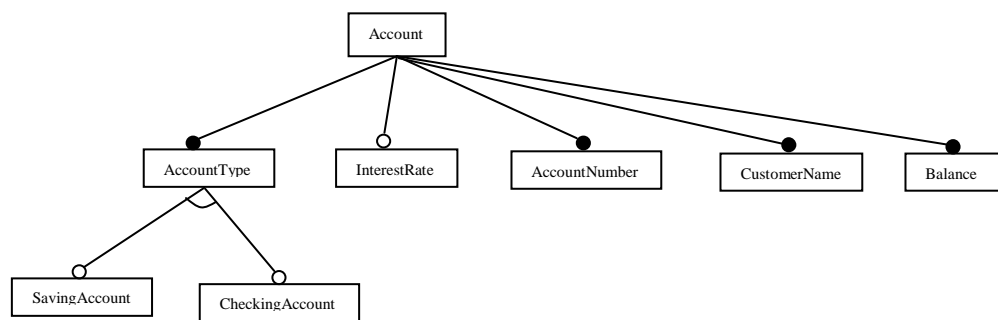 Account
AccountType
InterestRate
AccountNumber
CustomerName
Balance
SavingAccount
CheckingAccount